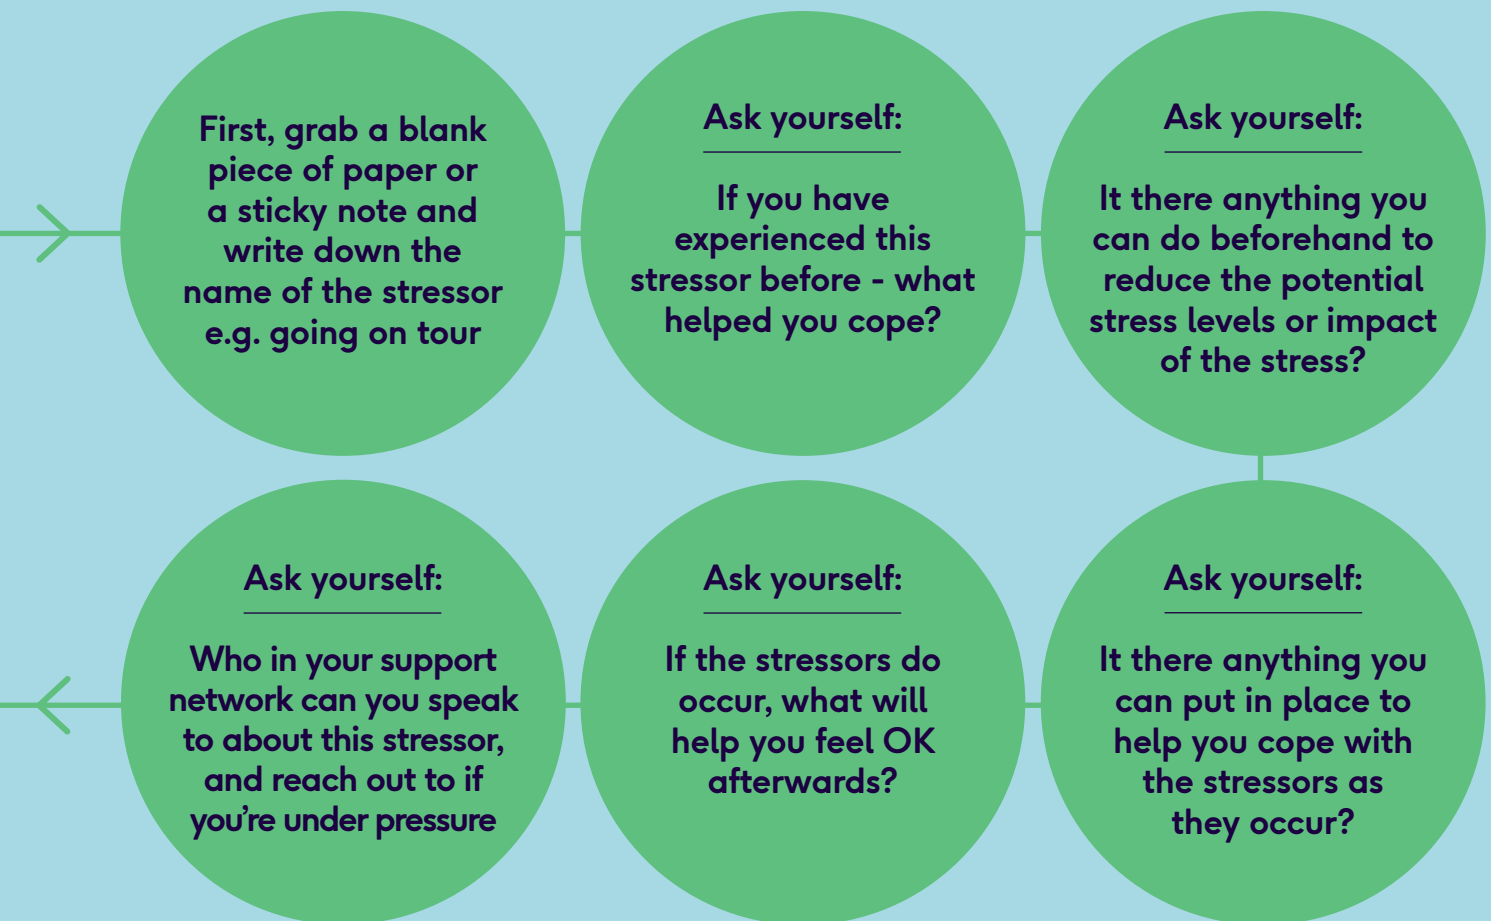 First, grab a blank
piece of paper or
a sticky note and
write down the
name of the stressor
e.g. going on tour
Ask yourself:
If you have
experienced this
stressor before - what
helped you cope?
Ask yourself:
It there anything you
can do beforehand to
reduce the potential
stress levels or impact
of the stress?
Ask yourself:
It there anything you
can put in place to
help you cope with
the stressors as
they occur?
Ask yourself:
If the stressors do
occur, what will
help you feel OK
afterwards?
Ask yourself:
Who in your support
network can you speak
to about this stressor,
and reach out to if
you’re under pressure